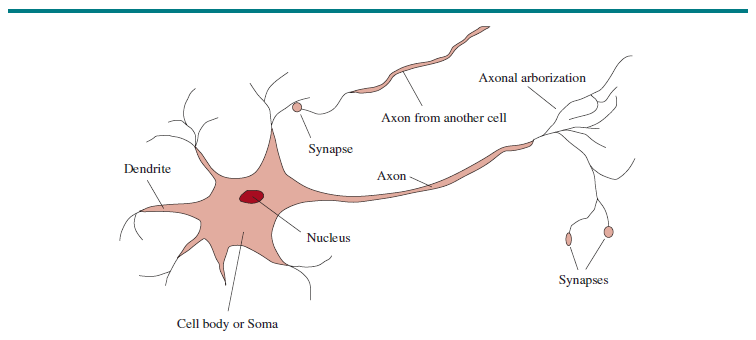 Axonal arborization
Axon from another cell
Synapse
Dendrite
Axon
Nucleus
Synapses
Cell body or Soma